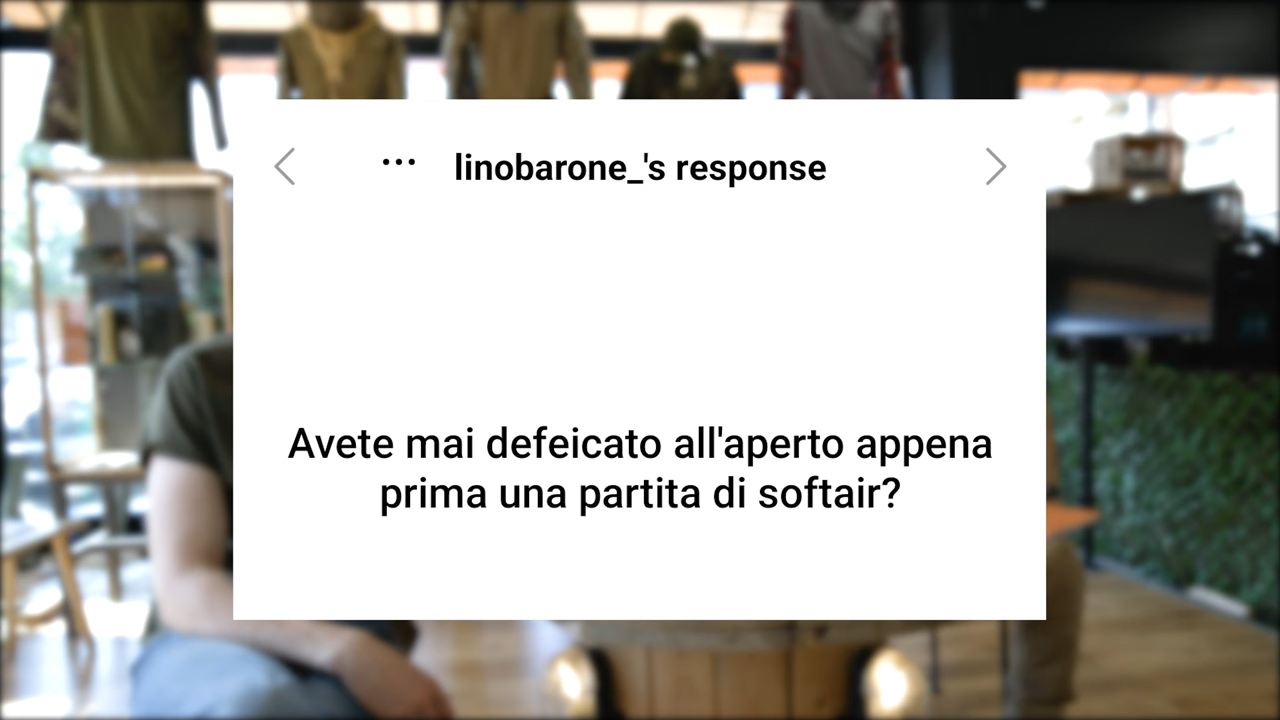 linobarone_'s response
Avete mai defeicato all'aperto appena
prima una partita di softair?